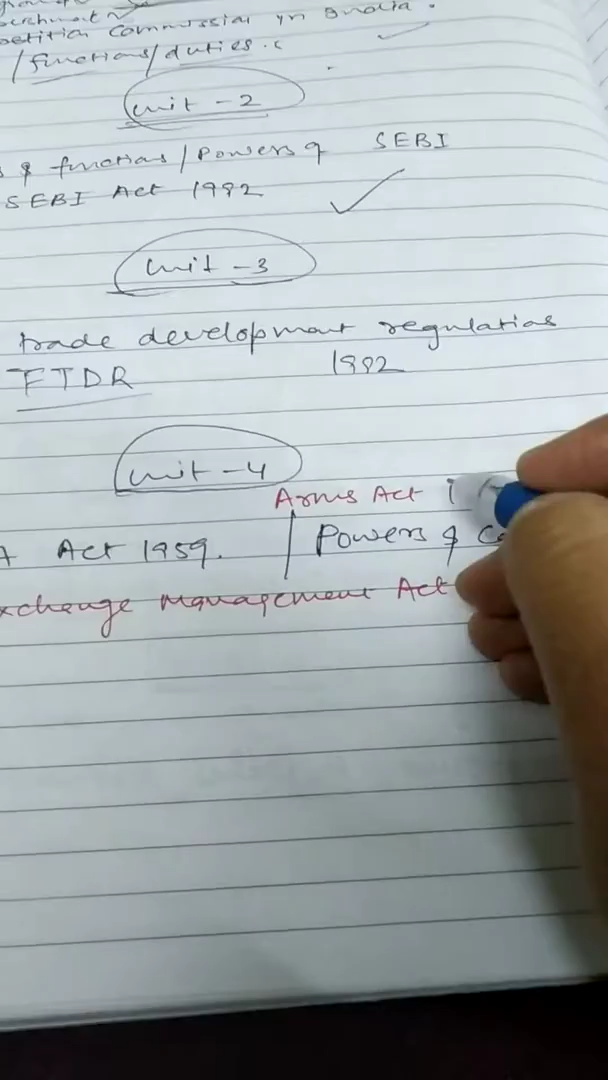 Competition Commission in India.
/functions/duties.
Unit - 2
& functions/Powers of SEBI
SEBI Act 1992
Unit - 3
trade development regulations
FTDR 1992
Unit - 4
Arms Act
Act 1959. | Powers of
Exchange Management Act